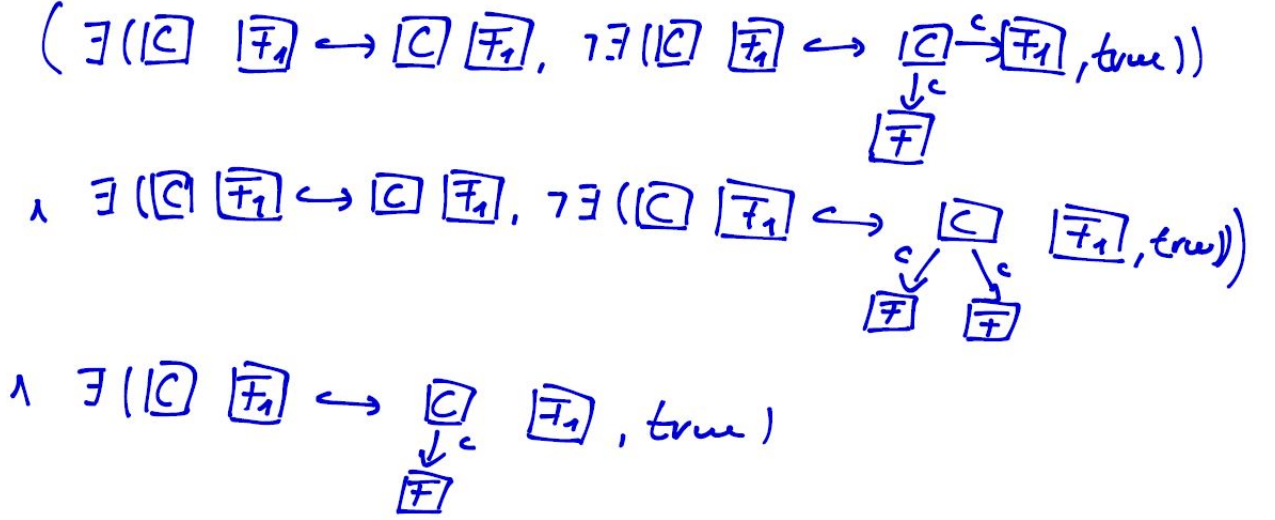 ( ∃ ( C F1 ↪ C F1 , ¬∃ ( C F1 ↪ C c→ F1 , true ) )
↓ c
F
∧ ∃ ( C F1 ↪ C F1 , ¬∃ ( C F1 ↪ C F1 , true ) )
c c
F F
∧ ∃ ( C F1 ↪ C F1 , true )
↓ c
F